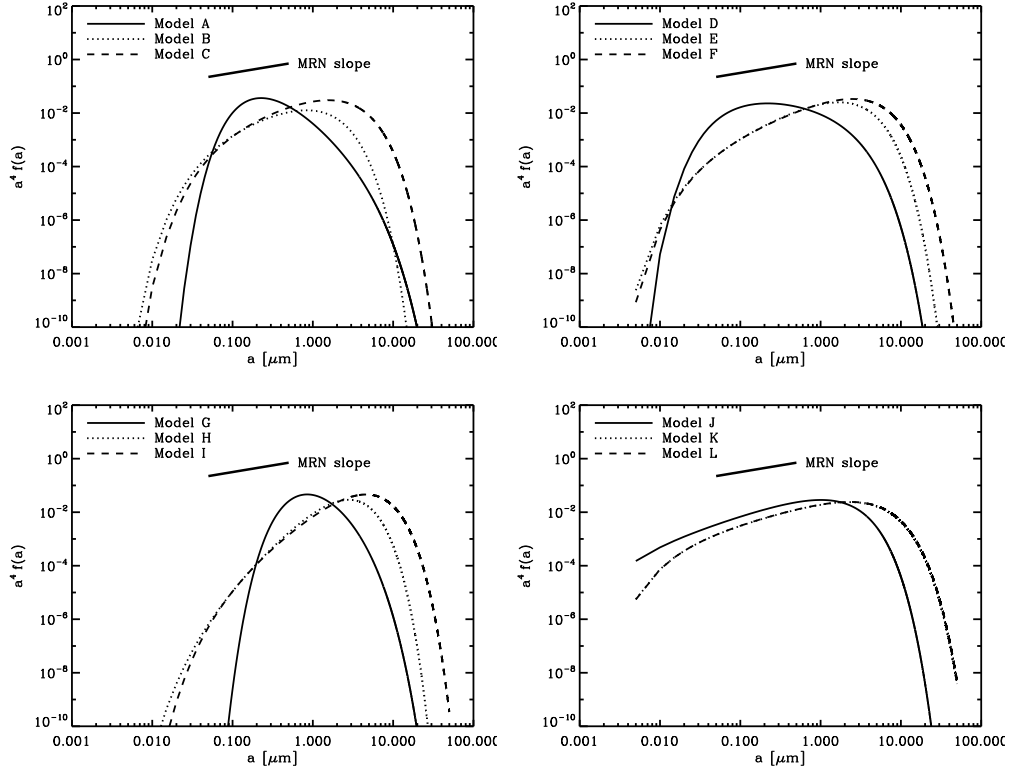 10² Model A
Model B
10⁰ Model C
MRN slope
10⁻²
10⁻⁴
a⁴ f(a)
10⁻⁶
10⁻⁸
10⁻¹⁰
0.001 0.010 0.100 1.000 10.000 100.00
a [μm]
10² Model D
Model E
10⁰ Model F
MRN slope
10⁻²
10⁻⁴
a⁴ f(a)
10⁻⁶
10⁻⁸
10⁻¹⁰
0.001 0.010 0.100 1.000 10.000 100.00
a [μm]
10² Model G
Model H
10⁰ Model I
MRN slope
10⁻²
10⁻⁴
a⁴ f(a)
10⁻⁶
10⁻⁸
10⁻¹⁰
0.001 0.010 0.100 1.000 10.000 100.00
a [μm]
10² Model J
Model K
10⁰ Model L
MRN slope
10⁻²
10⁻⁴
a⁴ f(a)
10⁻⁶
10⁻⁸
10⁻¹⁰
0.001 0.010 0.100 1.000 10.000 100.00
a [μm]